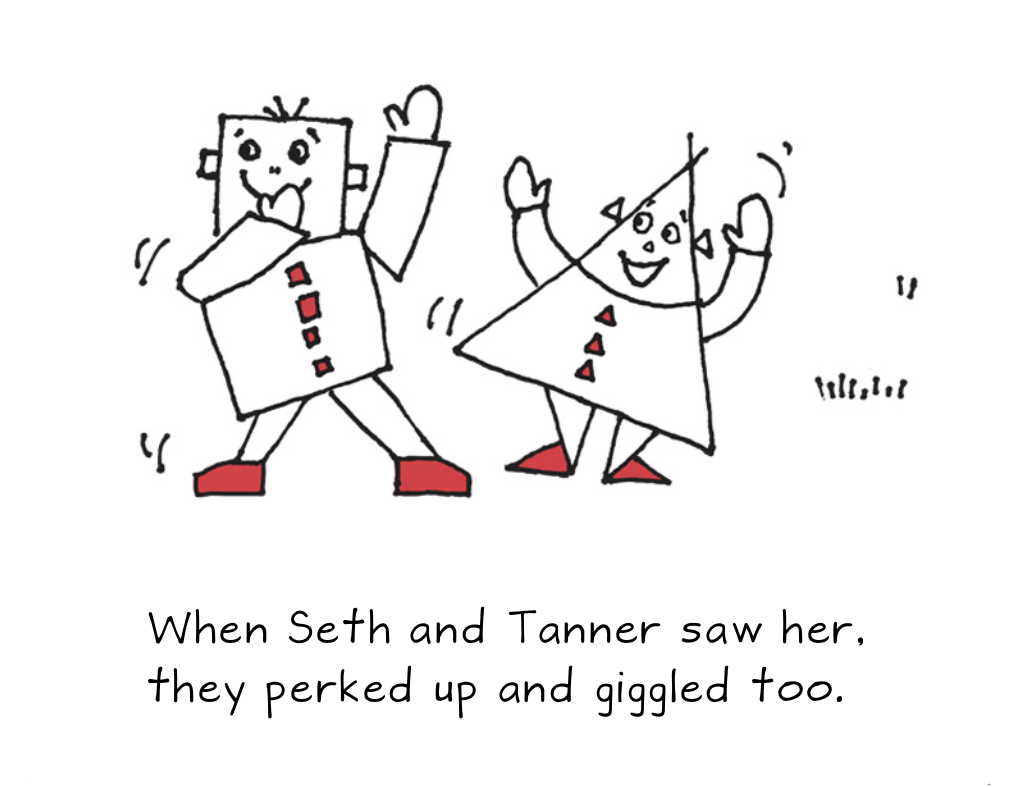 When Seth and Tanner saw her,
they perked up and giggled too.